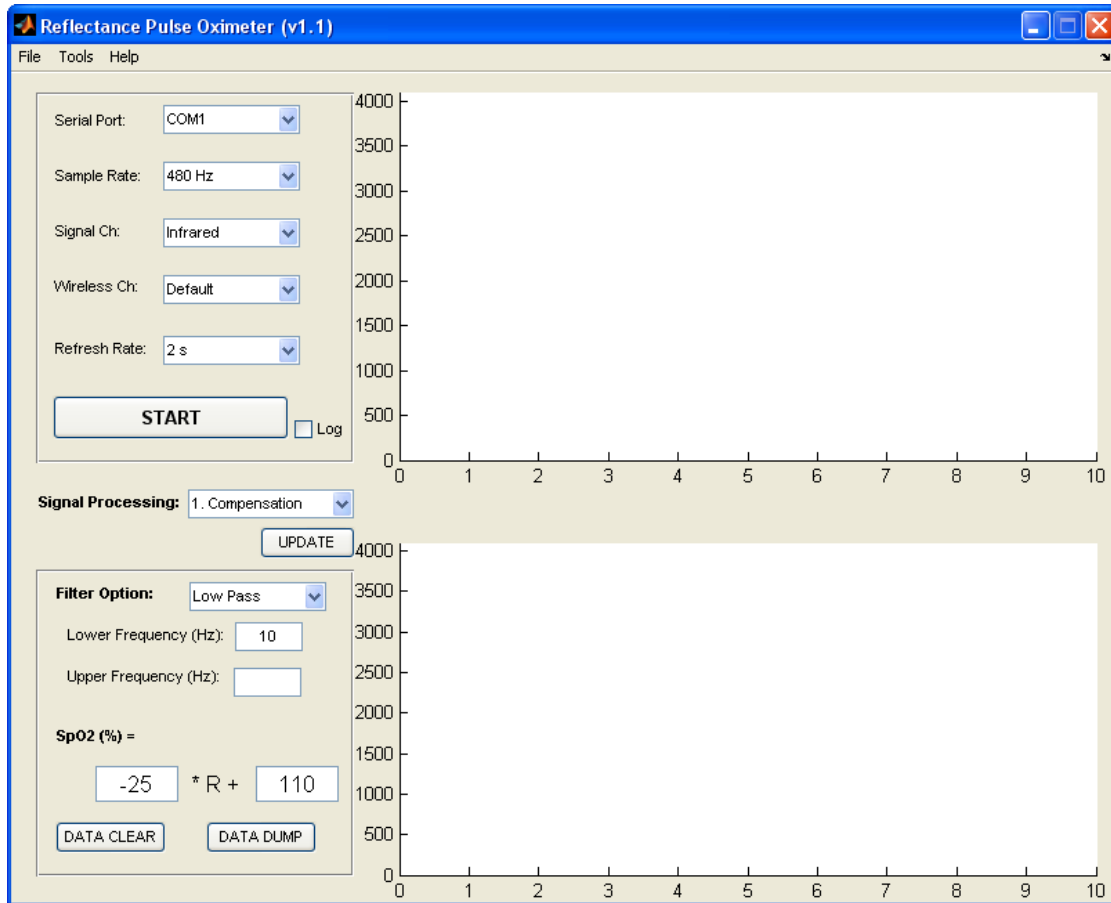 Reflectance Pulse Oximeter (v1.1)
File Tools Help
Serial Port: COM1
Sample Rate: 480 Hz
Signal Ch: Infrared
Wireless Ch: Default
Refresh Rate: 2 s
START
Log
4000
3500
3000
2500
2000
1500
1000
500
0
0 1 2 3 4 5 6 7 8 9 10
Signal Processing: 1. Compensation
UPDATE
Filter Option: Low Pass
Lower Frequency (Hz): 10
Upper Frequency (Hz):
SpO2 (%) =
-25 * R + 110
DATA CLEAR DATA DUMP
4000
3500
3000
2500
2000
1500
1000
500
0
0 1 2 3 4 5 6 7 8 9 10